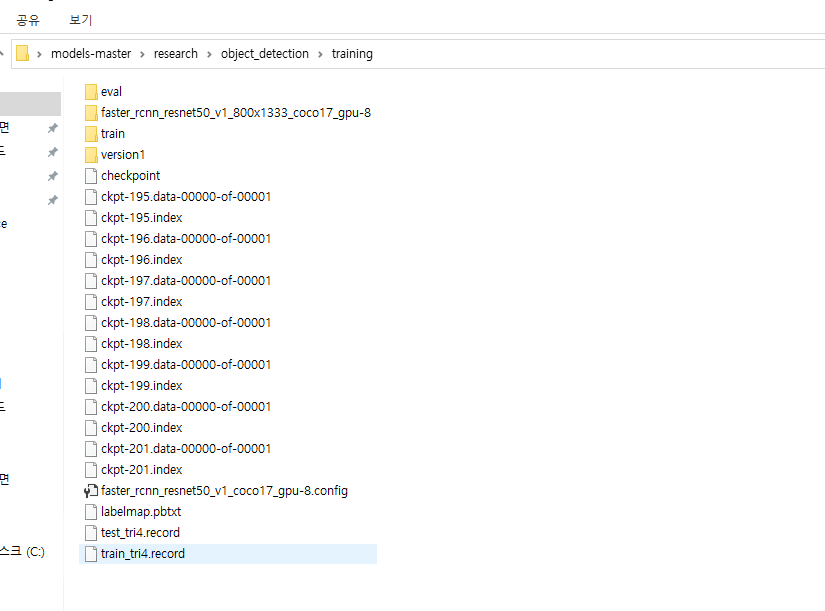 공유 보기
models-master research object_detection training
eval
faster_rcnn_resnet50_v1_800x1333_coco17_gpu-8
면
train
드
version1
checkpoint
ckpt-195.data-00000-of-00001
ckpt-195.index
ckpt-196.data-00000-of-00001
ckpt-196.index
ckpt-197.data-00000-of-00001
ckpt-197.index
ckpt-198.data-00000-of-00001
ckpt-198.index
ckpt-199.data-00000-of-00001
ckpt-199.index
드
ckpt-200.data-00000-of-00001
ckpt-200.index
ckpt-201.data-00000-of-00001
ckpt-201.index
면
faster_rcnn_resnet50_v1_coco17_gpu-8.config
labelmap.pbtxt
test_tri4.record
스크 (C:)
train_tri4.record